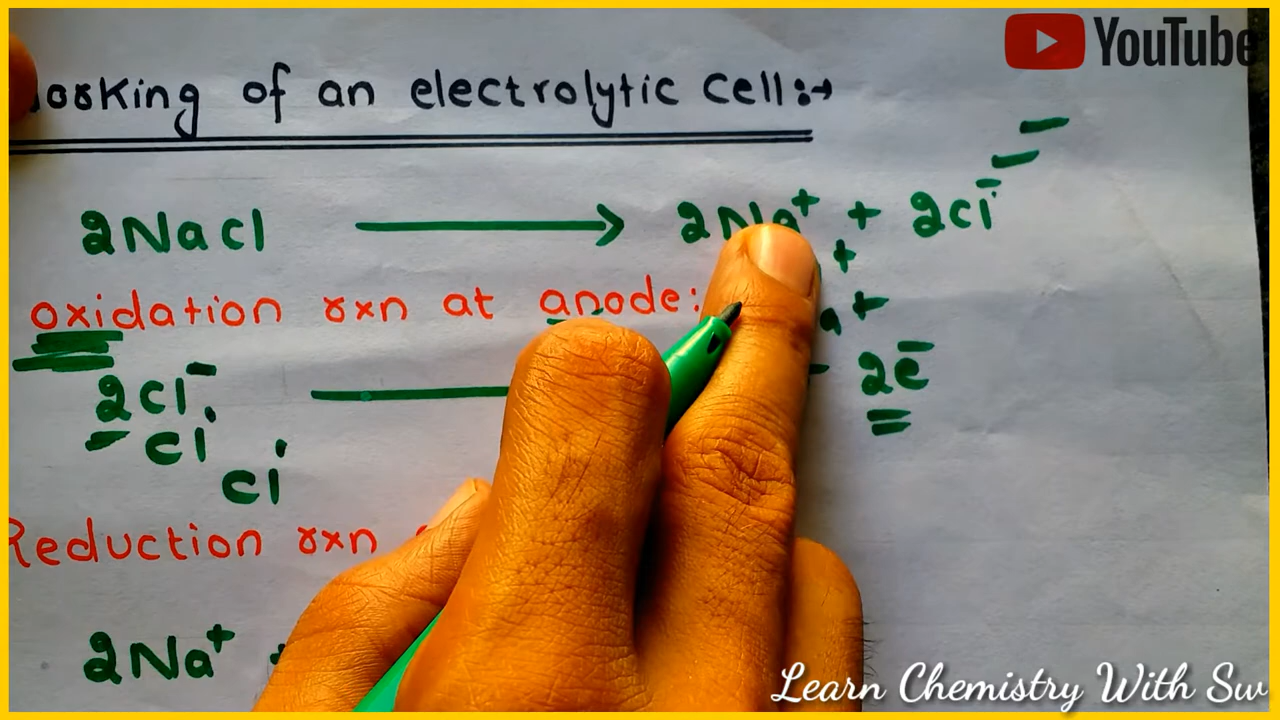 YouTube
orking of an electrolytic cell:→
2NaCl ⟶ 2Na⁺ + 2Cl⁻
+
oxidation rxn at anode:
a⁺
2Cl⁻ 2e⁻
Cl
Cl
Reduction rxn
2Na⁺
Learn Chemistry With Sw